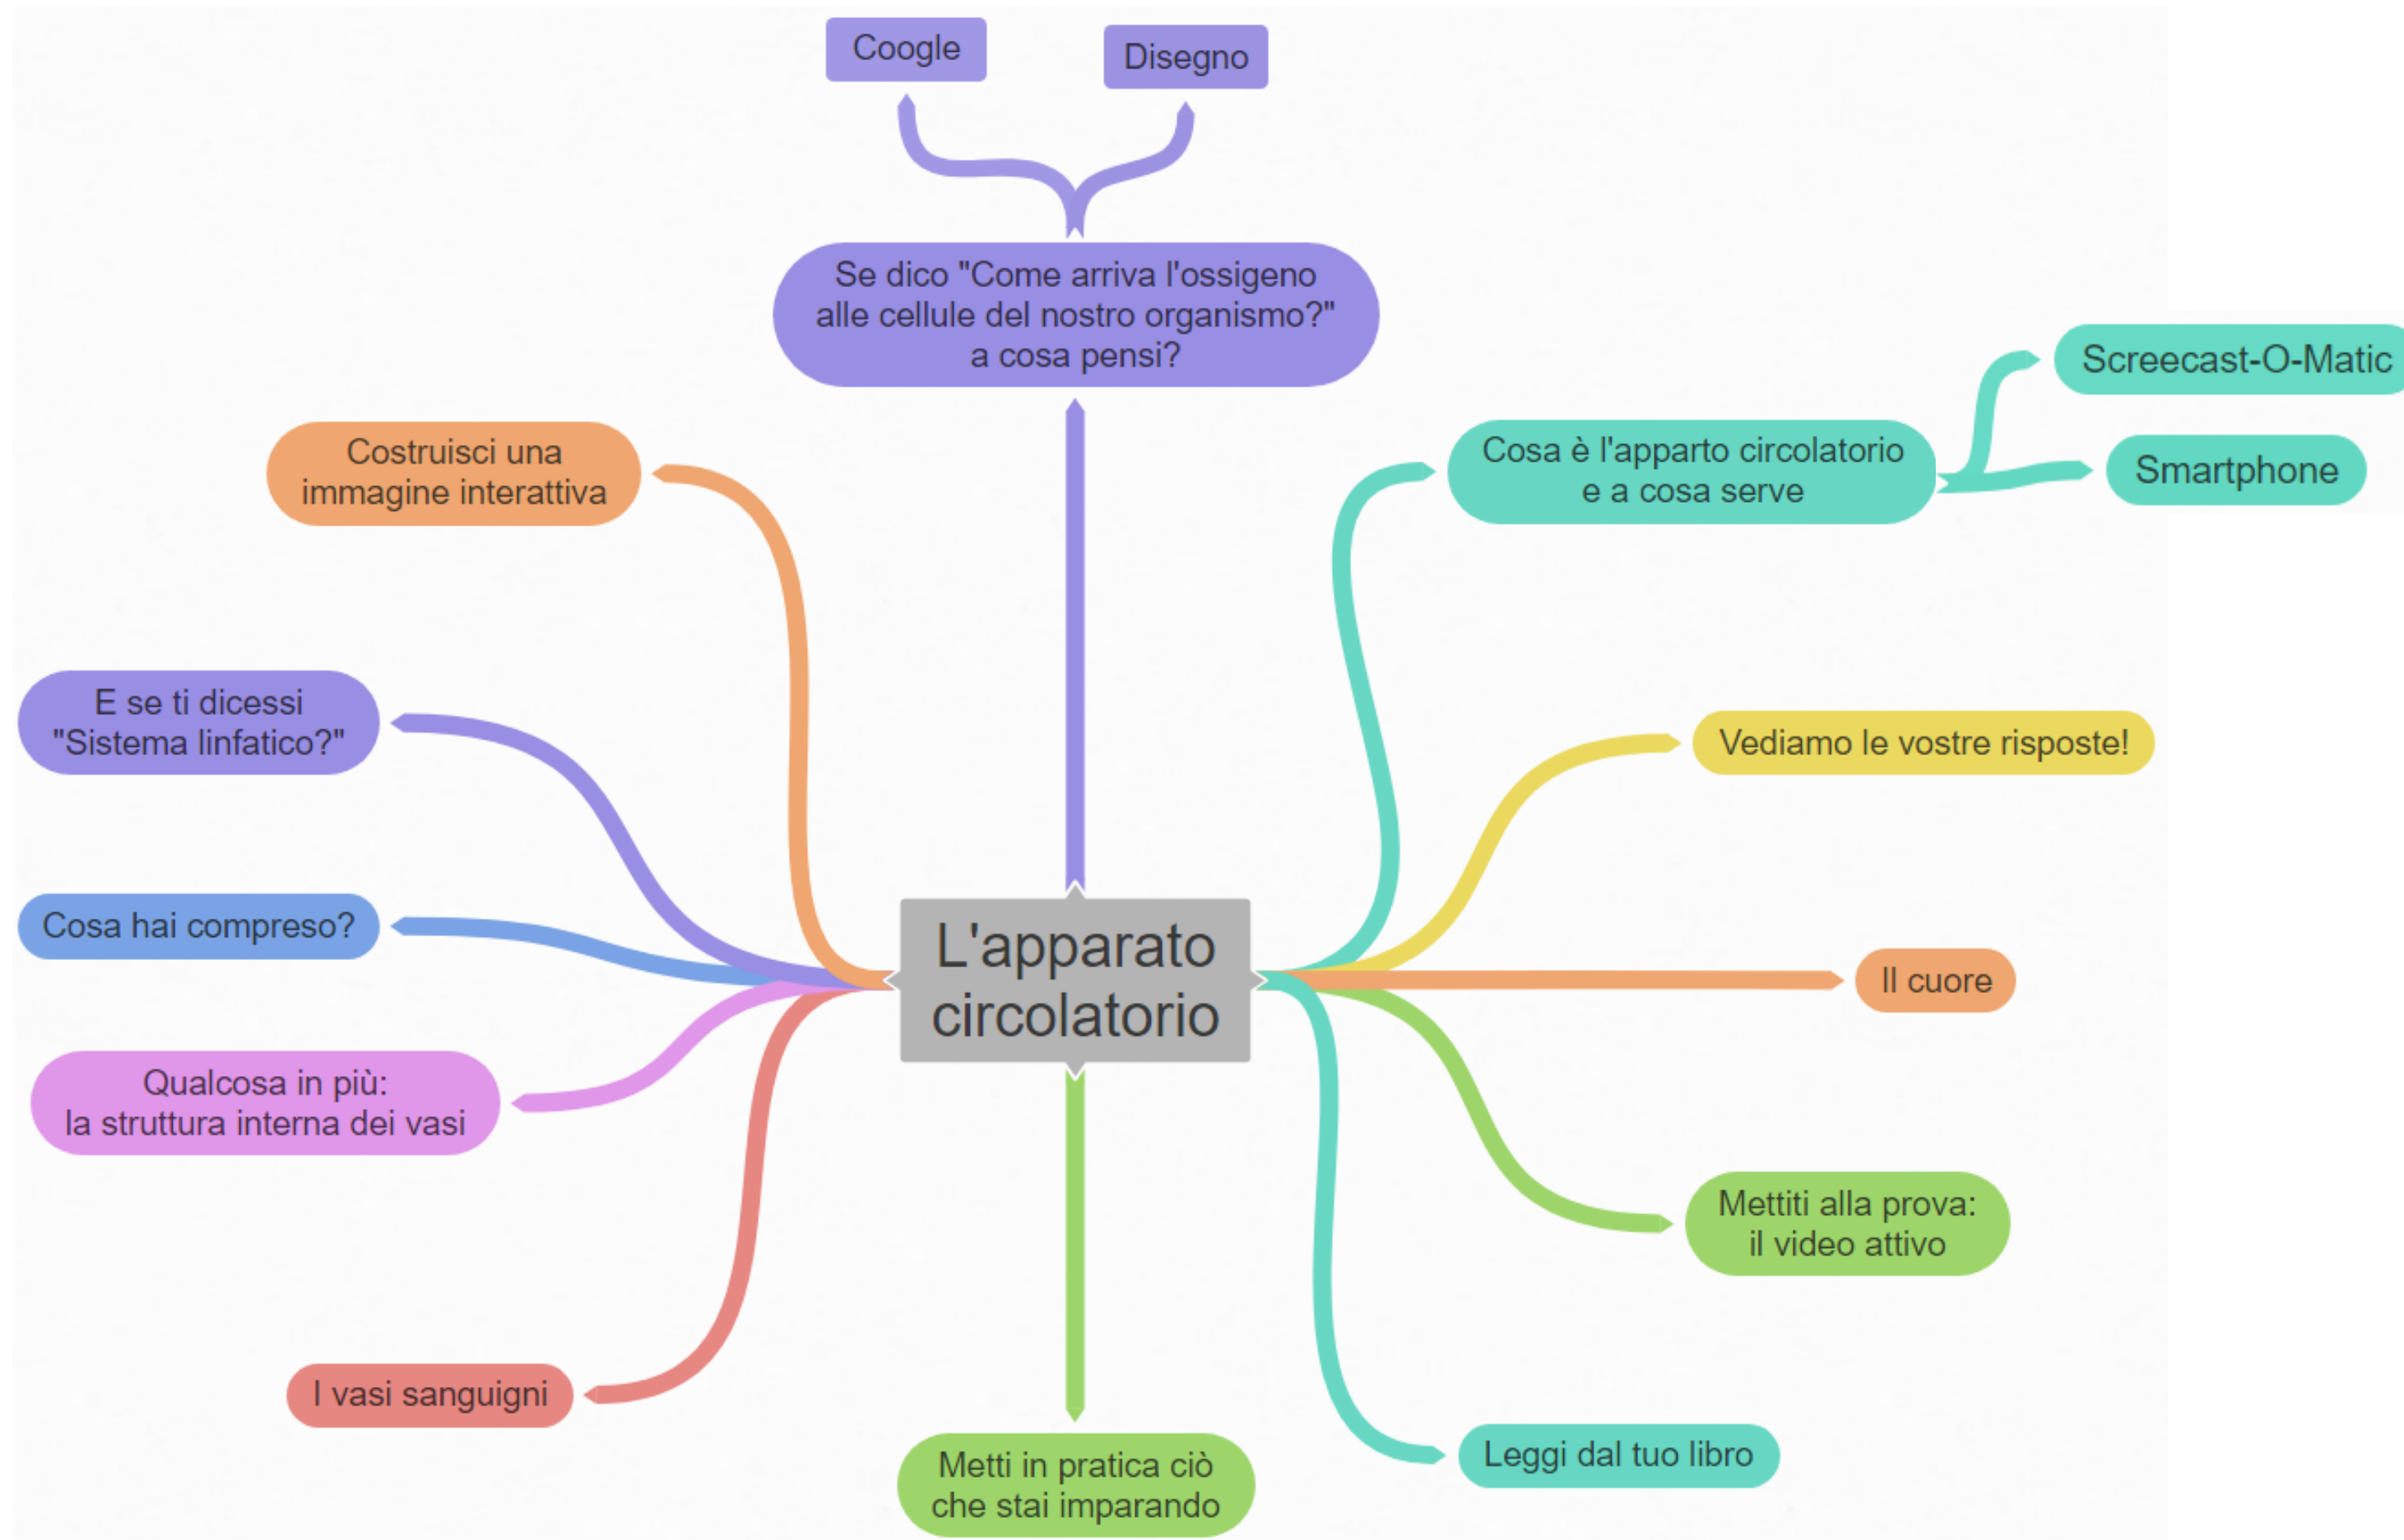 Coogle
Disegno
Se dico "Come arriva l'ossigeno
alle cellule del nostro organismo?"
a cosa pensi?
Screecast-O-Matic
Smartphone
Cosa è l'apparto circolatorio
e a cosa serve
Costruisci una
immagine interattiva
E se ti dicessi
"Sistema linfatico?"
Vediamo le vostre risposte!
Cosa hai compreso?
L'apparato
circolatorio
Il cuore
Qualcosa in più:
la struttura interna dei vasi
Mettiti alla prova:
il video attivo
I vasi sanguigni
Leggi dal tuo libro
Metti in pratica ciò
che stai imparando